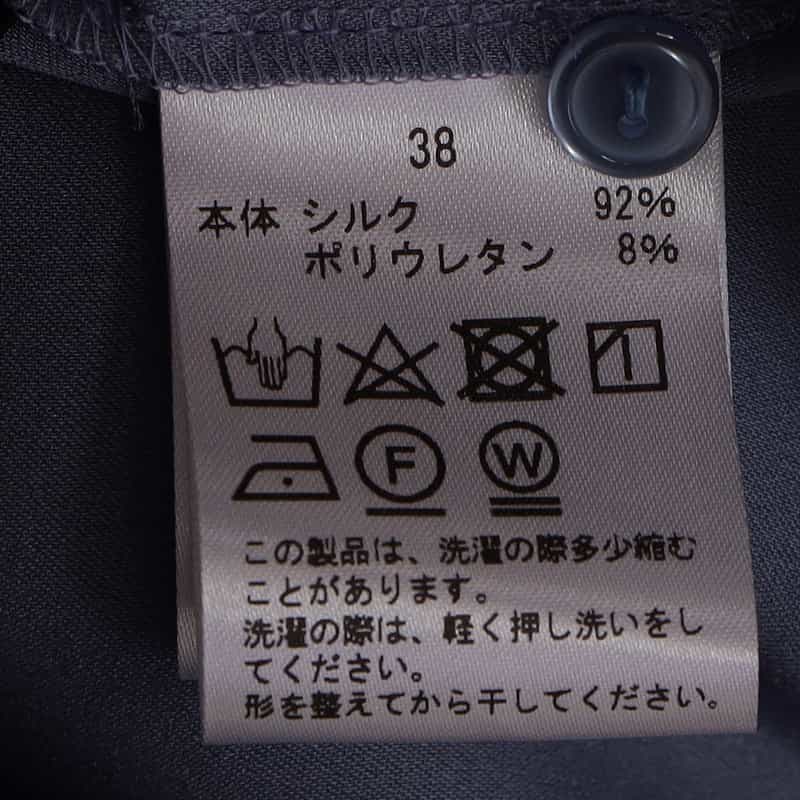 38
本体 シルク 92%
ポリウレタン 8%
F
W
この製品は、洗濯の際多少縮む
ことがあります。
洗濯の際は、軽く押し洗いをし
てください。
形を整えてから干してください。